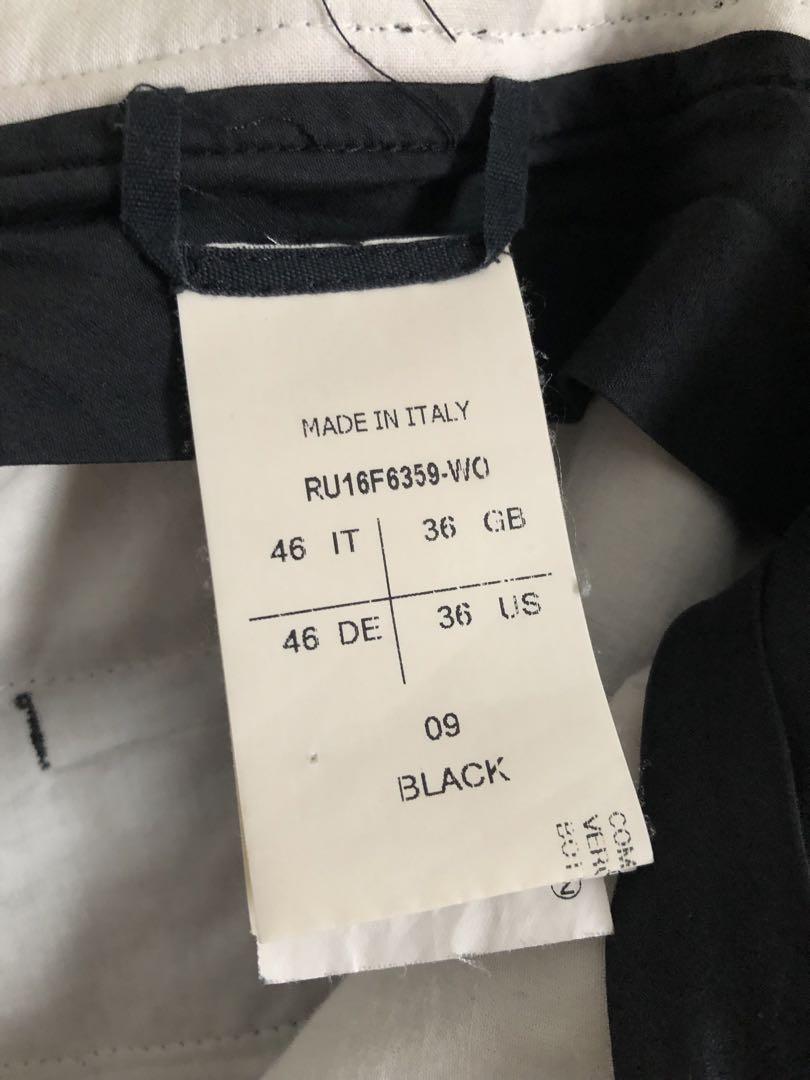 MADE IN ITALY
RU16F6359-WO
46 IT 36 GB
46 DE 36 US
09
BLACK